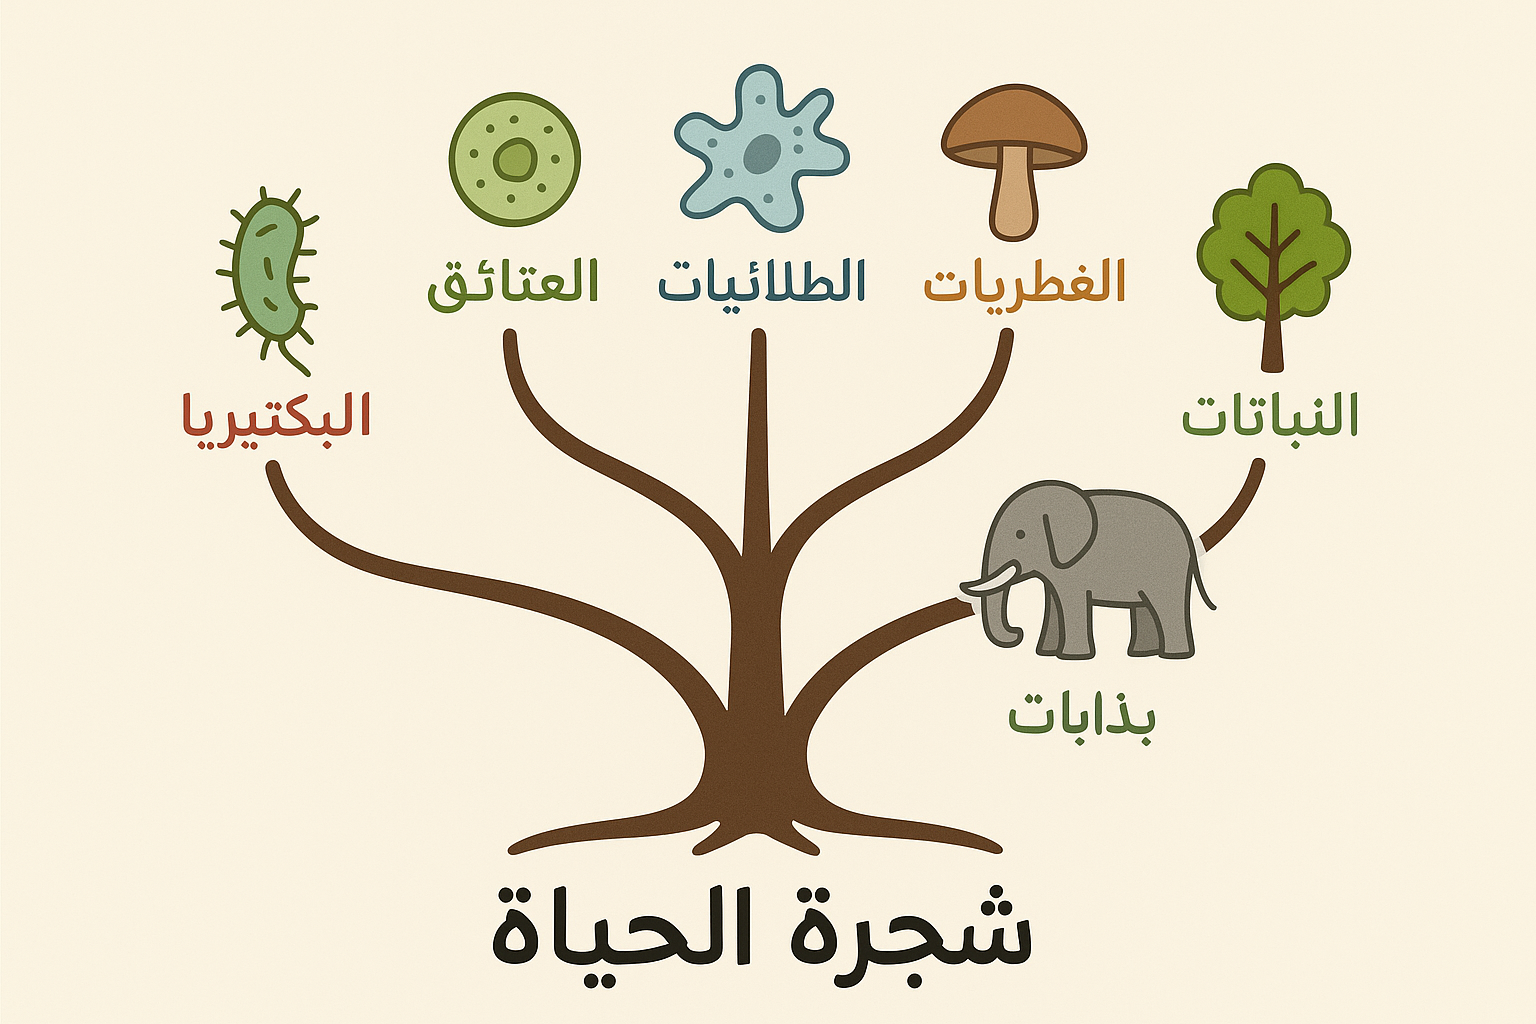 العتائق
الطلائيات
الفطريات
البكتيريا
النباتات
بذابات
شجرة الحياة